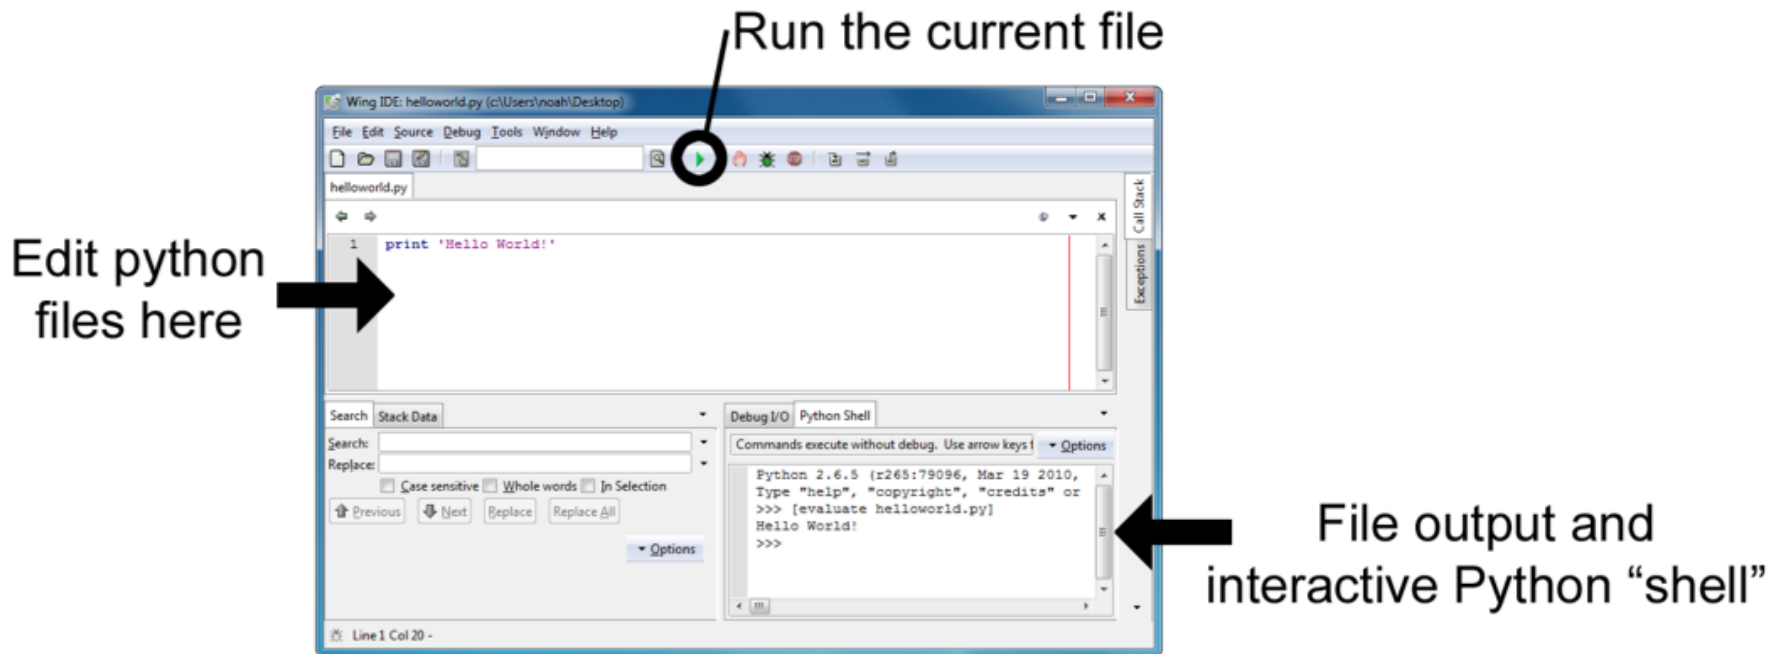 Run the current file
Wing IDE: helloworld.py (c:\Users\noah\Desktop)
File Edit Source Debug Tools Window Help
helloworld.py
Call Stack
Exceptions
1 print 'Hello World!'
Edit python
files here
Search Stack Data
Search:
Replace:
Case sensitive Whole words In Selection
Previous Next Replace Replace All
Options
Debug I/O Python Shell
Commands execute without debug. Use arrow keys
Options
Python 2.6.5 (r265:79096, Mar 19 2010,
Type "help", "copyright", "credits" or
>>> [evaluate helloworld.py]
Hello World!
>>>
File output and
interactive Python “shell”
Line 1 Col 20 -